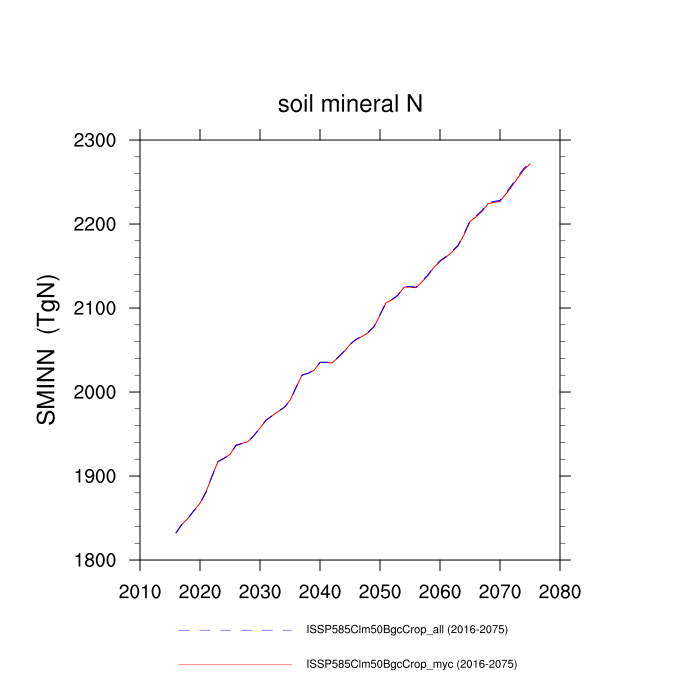 soil mineral N
SMINN (TgN)
2300
2200
2100
2000
1900
1800
2010 2020 2030 2040 2050 2060 2070 2080
ISSP585Clm50BgcCrop_all (2016-2075)
ISSP585Clm50BgcCrop_myc (2016-2075)